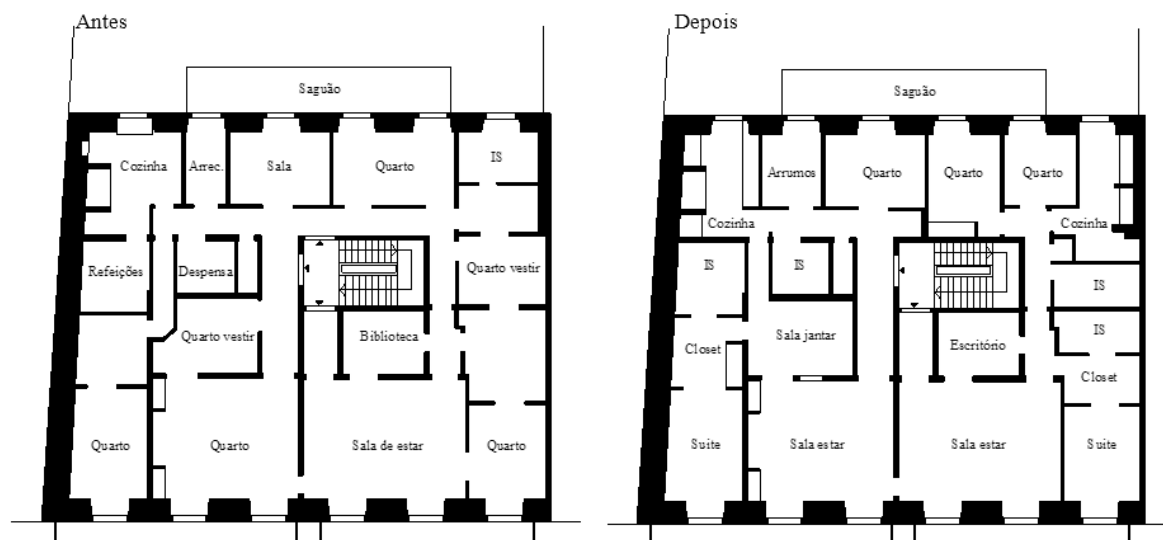 Antes
Saguão
Cozinha
Arrec.
Sala
Quarto
IS
Refeições
Despensa
Quarto vestir
Quarto vestir
Biblioteca
Quarto
Quarto
Sala de estar
Quarto
Depois
Saguão
Arrumos
Quarto
Quarto
Quarto
Cozinha
Cozinha
IS
IS
IS
Closet
Sala jantar
Escritório
IS
Closet
Suite
Sala estar
Sala estar
Suite